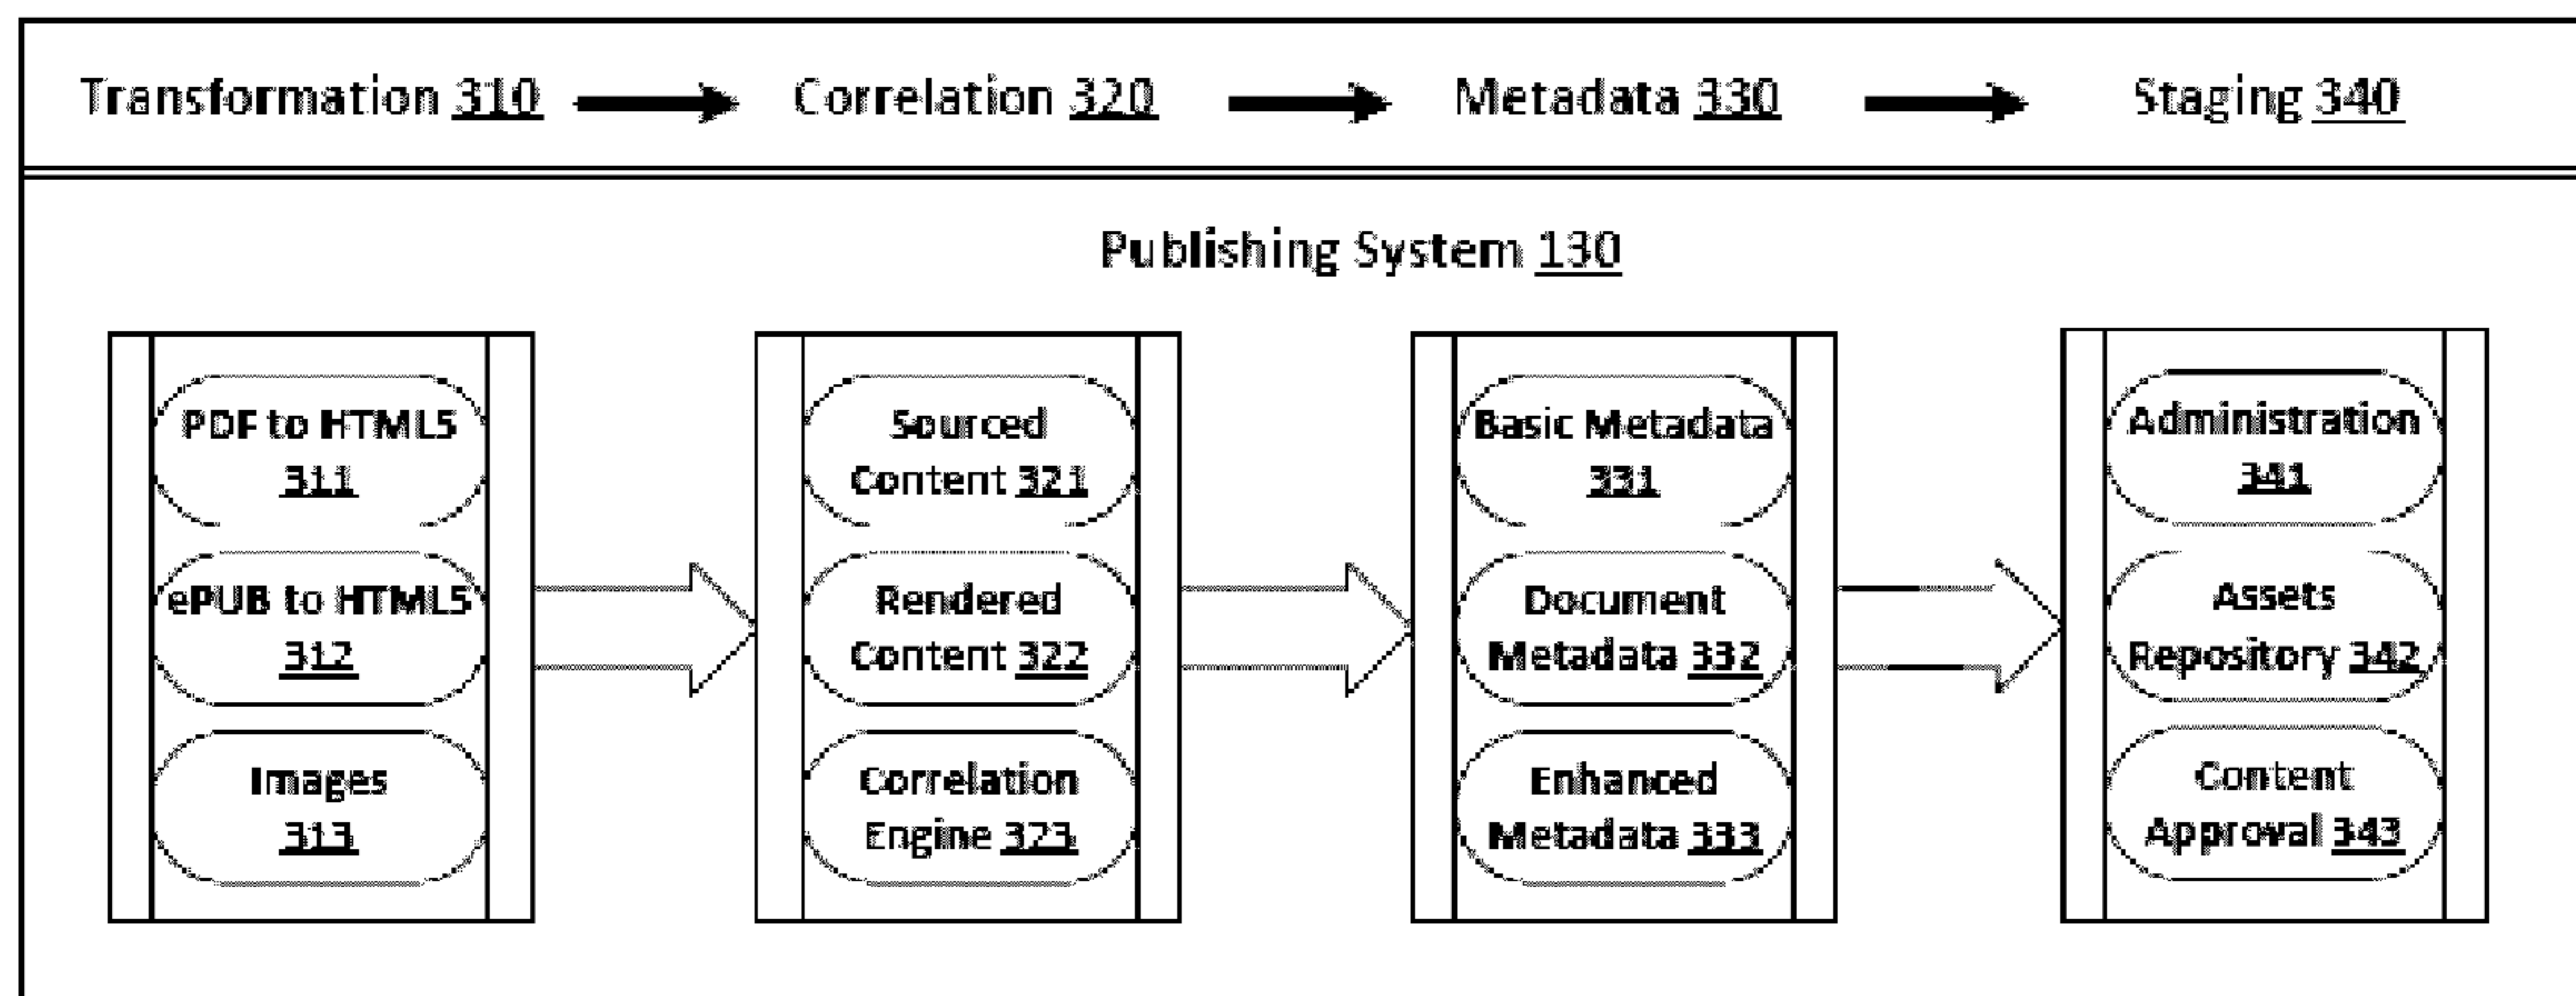 Transformation 310 Correlation 320 Metadata 330 Staging 340
Publishing System 130
PDF to HTML5
311
ePUB to HTML5
312
Images
313
Sourced
Content 321
Rendered
Content 322
Correlation
Engine 323
Basic Metadata
331
Document
Metadata 332
Enhanced
Metadata 333
Administration
341
Assets
Repository 342
Content
Approval 343